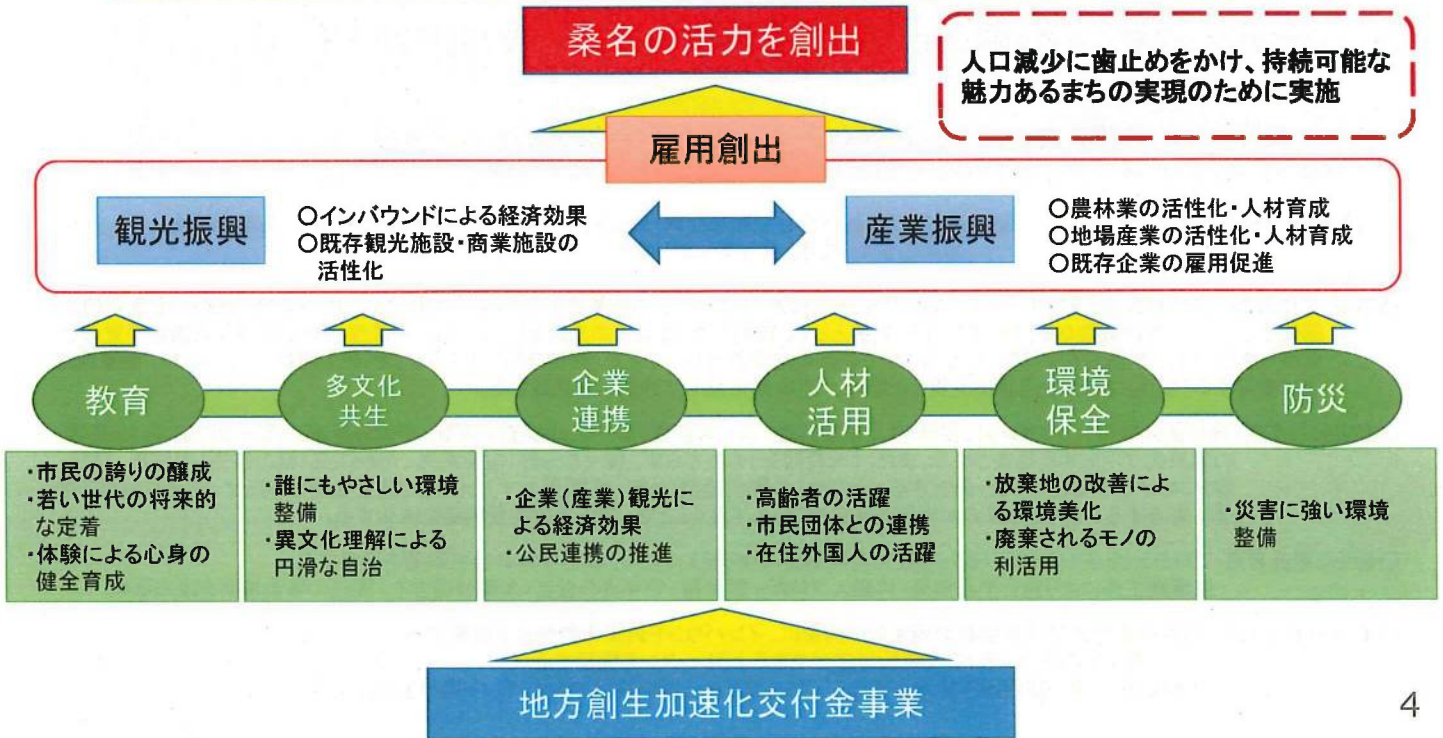 桑名の活力を創出
人口減少に歯止めをかけ、持続可能な
魅力あるまちの実現のために実施
雇用創出
観光振興
○インバウンドによる経済効果
○既存観光施設・商業施設の
活性化
産業振興
○農林業の活性化・人材育成
○地場産業の活性化・人材育成
○既存企業の雇用促進
教育
多文化
共生
企業
連携
人材
活用
環境
保全
防災
・市民の誇りの醸成
・若い世代の将来的
な定着
・体験による心身の
健全育成
・誰にもやさしい環境
整備
・異文化理解による
円滑な自治
・企業(産業)観光に
よる経済効果
・公民連携の推進
・高齢者の活躍
・市民団体との連携
・在住外国人の活躍
・放棄地の改善によ
る環境美化
・廃棄されるモノの
利活用
・災害に強い環境
整備
地方創生加速化交付金事業
4